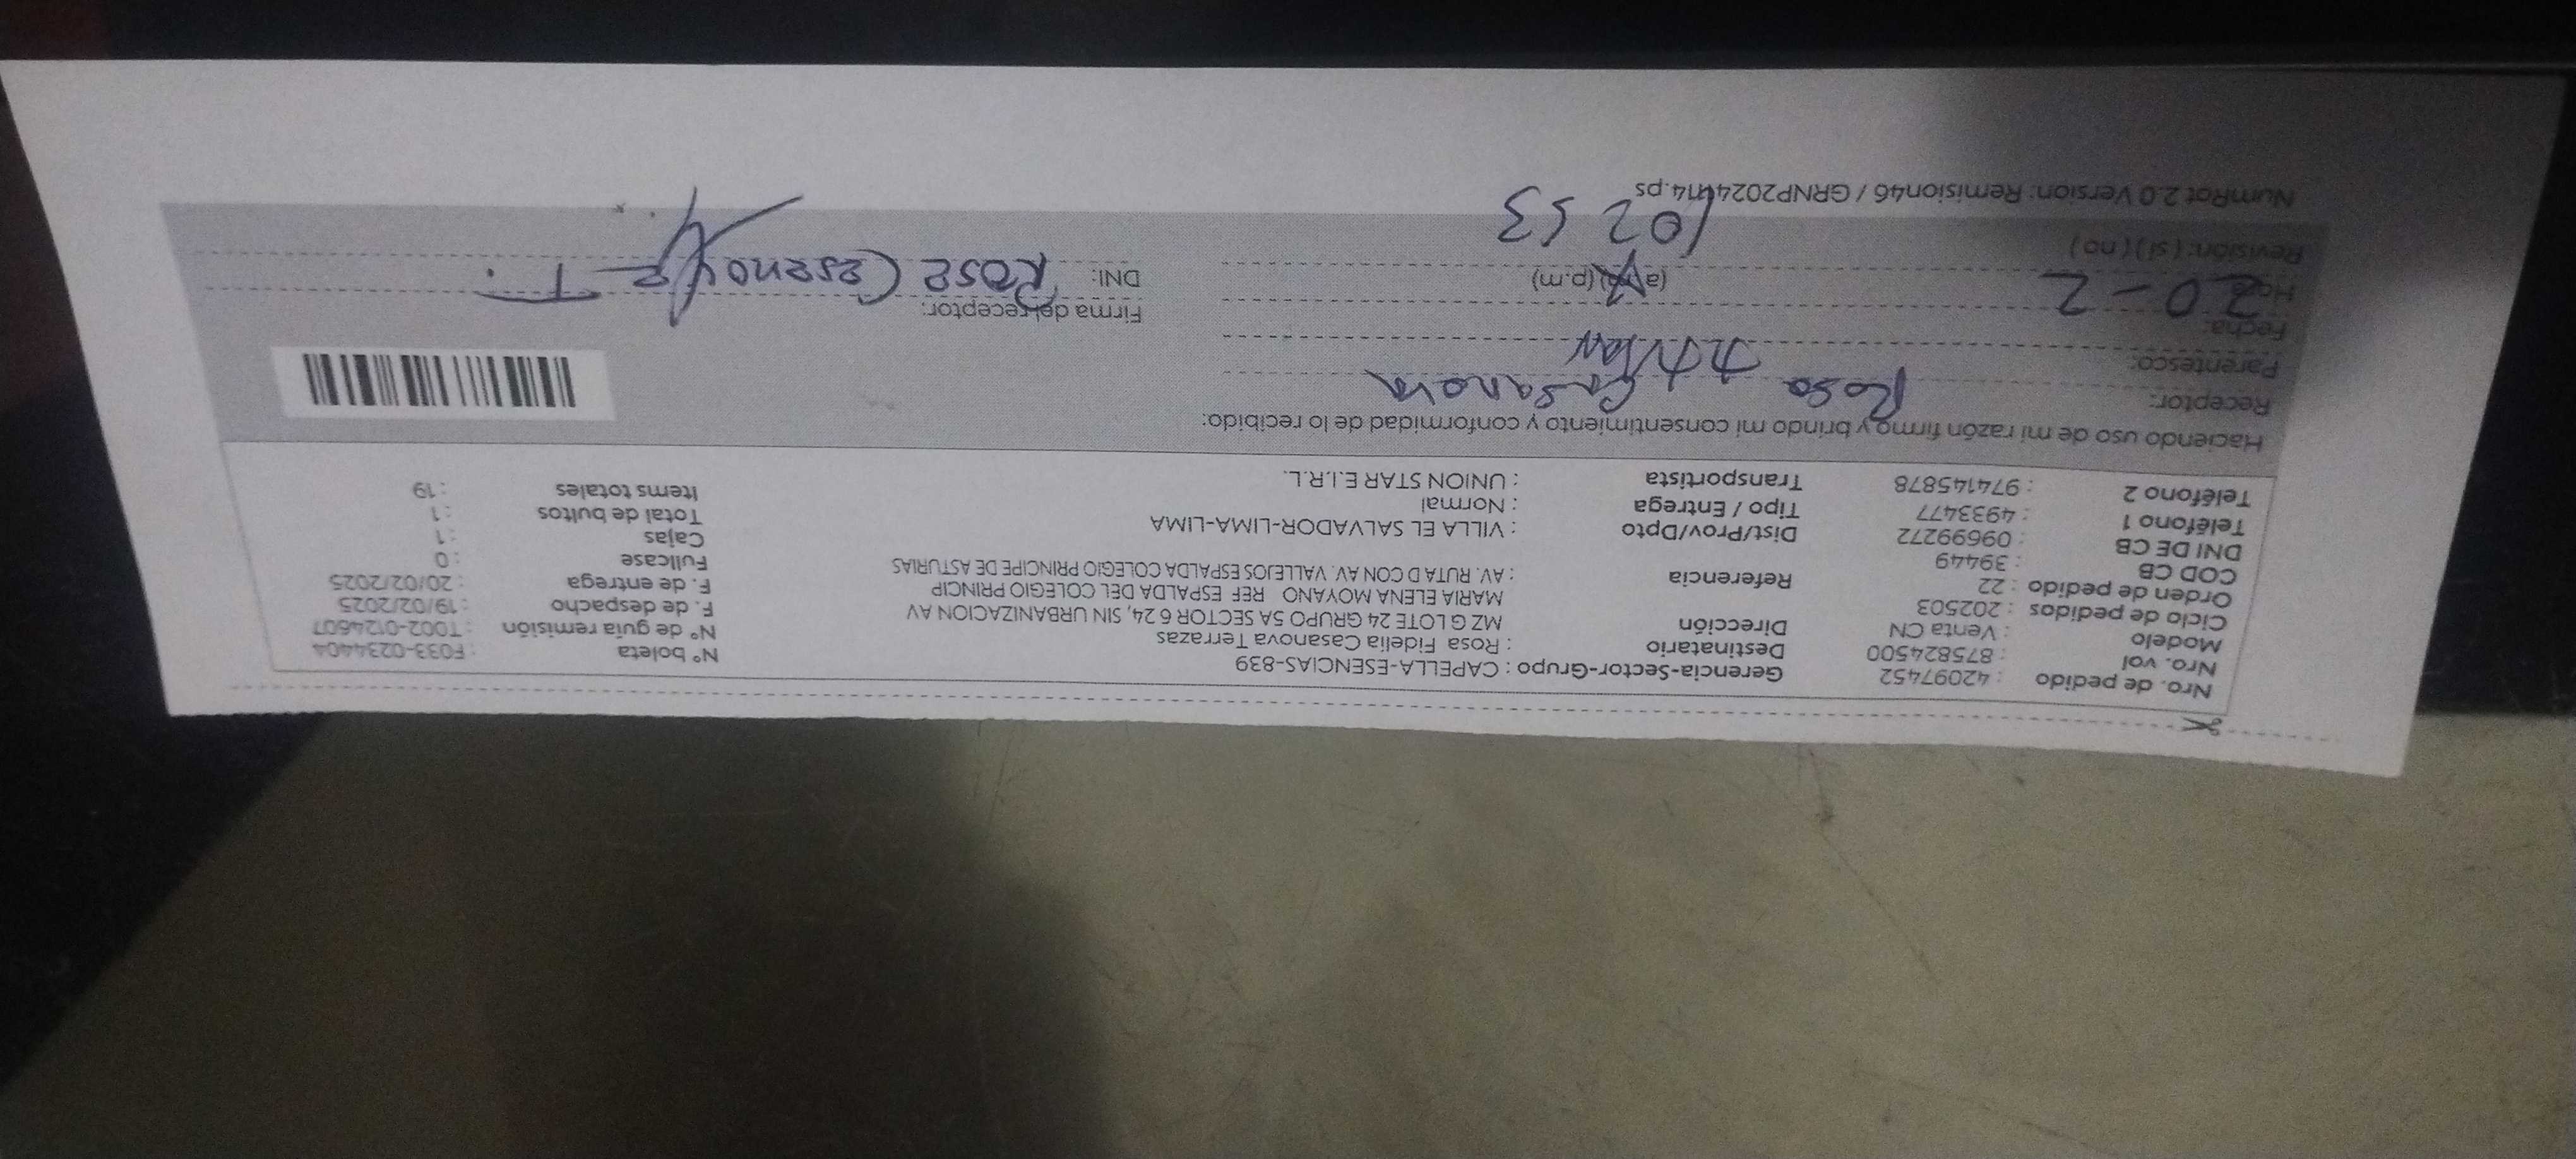 Nro. de pedido : 42097452 Gerencia-Sector-Grupo : CAPELLA-ESENCIAS-839 N° boleta : F033-0234404
Nro. vol : 875824500 Destinatario : Rosa Fidelia Casanova Terrazas N° de guía remisión : T002-0124607
Modelo : Venta CN Dirección MZ G LOTE 24 GRUPO 5A SECTOR 6 24, SIN URBANIZACION AV F. de despacho : 19/02/2025
Ciclo de pedidos : 202503 MARIA ELENA MOYANO REF ESPALDA DEL COLEGIO PRINCIP F. de entrega : 20/02/2025
Orden de pedido : 22 Referencia : AV. RUTA D CON AV. VALLEJOS ESPALDA COLEGIO PRINCIPE DE ASTURIAS Fullcase : 0
COD CB : 39449 Cajas : 1
DNI DE CB : 09699272 Dist/Prov/Dpto : VILLA EL SALVADOR-LIMA-LIMA Total de bultos : 1
Teléfono 1 : 4933477 Tipo / Entrega : Normal Items totales : 19
Teléfono 2 : 974145878 Transportista : UNION STAR E.I.R.L.
Haciendo uso de mi razón firmo y brindo mi consentimiento y conformidad de lo recibido:
Receptor: Rosa Casanova
Parentesco:
Fecha: Firma del receptor:
Hora: 20-2 (p.m) DNI: Rosa Casanova T
Revisión: ( si ) ( no ) 10253
NumRot 2.0 Version: Remision46 / GRNP20244114.ps